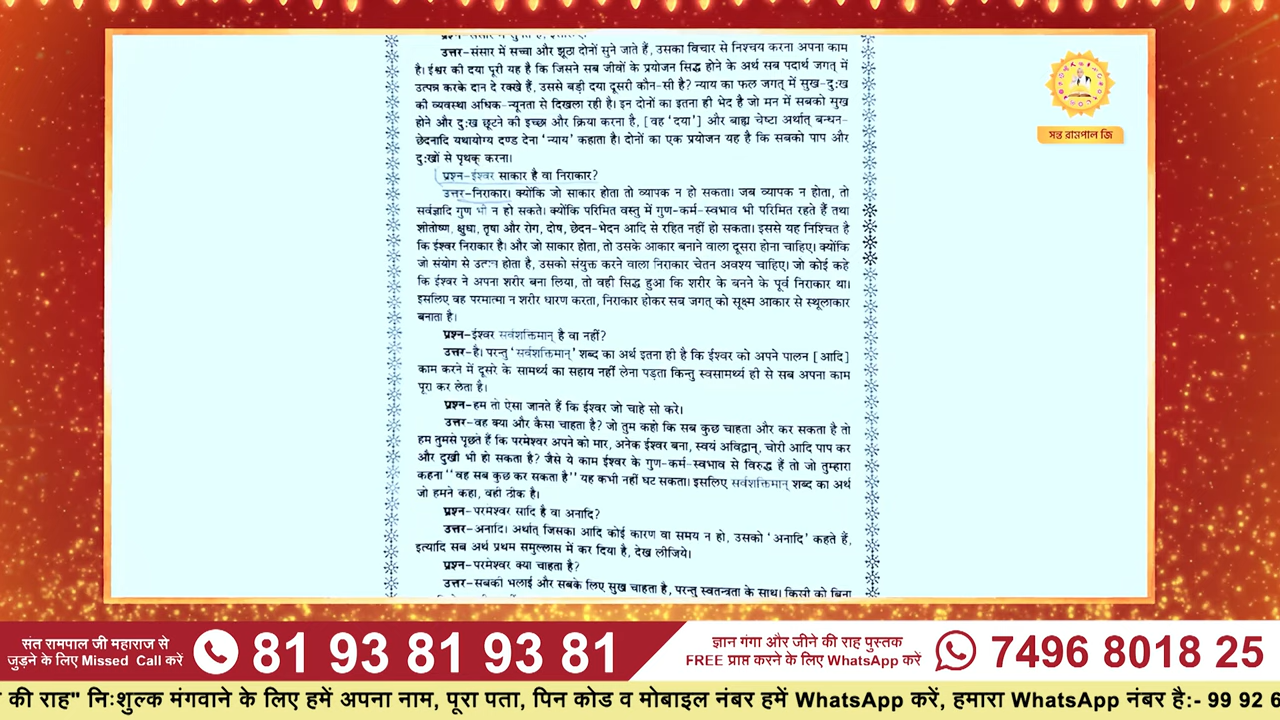 उत्तर–संसार में सच्चा और झूठा दोनों सुने जाते हैं, उसका विचार से निश्चय करना अपना काम
है। ईश्वर की दया पूरी यह है कि जिसने सब जीवों के प्रयोजन सिद्ध होने के अर्थ सब पदार्थ जगत् में
उत्पन्न करके दान दे रक्खे हैं, उससे बड़ी दया दूसरी कौन-सी है? न्याय का फल जगत् में सुख-दुःख
की व्यवस्था अधिक-न्यूनता से दिखला रही है। इन दोनों का इतना ही भेद है जो मन में सबको सुख
होने और दुःख छूटने की इच्छा और क्रिया करना है, [ वह 'दया'] और बाह्य चेष्टा अर्थात् बन्धन-
छेदनादि यथायोग्य दण्ड देना 'न्याय' कहाता है। दोनों का एक प्रयोजन यह है कि सबको पाप और
दुःखों से पृथक् करना।
प्रश्न–ईश्वर साकार है वा निराकार?
उत्तर–निराकार। क्योंकि जो साकार होता तो व्यापक न हो सकता। जब व्यापक न होता, तो
सर्वज्ञादि गुण भी न हो सकते। क्योंकि परिमित वस्तु में गुण-कर्म-स्वभाव भी परिमित रहते हैं तथा
शीतोष्ण, क्षुधा, तृषा और रोग, दोष, छेदन-भेदन आदि से रहित नहीं हो सकता। इससे यह निश्चित है
कि ईश्वर निराकार है। और जो साकार होता, तो उसके आकार बनाने वाला दूसरा होना चाहिए। क्योंकि
जो संयोग से उत्पन्न होता है, उसको संयुक्त करने वाला निराकार चेतन अवश्य चाहिए। जो कोई कहे
कि ईश्वर ने अपना शरीर बना लिया, तो वही सिद्ध हुआ कि शरीर के बनने के पूर्व निराकार था।
इसलिए वह परमात्मा न शरीर धारण करता, निराकार होकर सब जगत् को सूक्ष्म आकार से स्थूलाकार
बनाता है।
प्रश्न–ईश्वर सर्वशक्तिमान् है वा नहीं?
उत्तर–है। परन्तु 'सर्वशक्तिमान्' शब्द का अर्थ इतना ही है कि ईश्वर को अपने पालन [ आदि ]
काम करने में दूसरे के सामर्थ्य का सहाय नहीं लेना पड़ता किन्तु स्वसामर्थ्य ही से सब अपना काम
पूरा कर लेता है।
प्रश्न–हम तो ऐसा जानते हैं कि ईश्वर जो चाहे सो करे।
उत्तर–वह क्या और कैसा चाहता है? जो तुम कहो कि सब कुछ चाहता और कर सकता है तो
हम तुमसे पूछते हैं कि परमेश्वर अपने को मार, अनेक ईश्वर बना, स्वयं अविद्वान्, चोरी आदि पाप कर
और दुखी भी हो सकता है? जैसे ये काम ईश्वर के गुण-कर्म-स्वभाव से विरुद्ध हैं तो जो तुम्हारा
कहना ''वह सब कुछ कर सकता है'' यह कभी नहीं घट सकता। इसलिए सर्वशक्तिमान् शब्द का अर्थ
जो हमने कहा, वही ठीक है।
प्रश्न–परमेश्वर सादि है वा अनादि?
उत्तर–अनादि। अर्थात् जिसका आदि कोई कारण वा समय न हो, उसको 'अनादि' कहते हैं,
इत्यादि सब अर्थ प्रथम समुल्लास में कर दिया है, देख लीजिये।
प्रश्न–परमेश्वर क्या चाहता है?
उत्तर–सबकी भलाई और सबके लिए सुख चाहता है, परन्तु स्वतन्त्रता के साथ। किसी को बिना
સન્ત રામપાલ જિ
संत रामपाल जी महाराज से
जुड़ने के लिए Missed Call करें
81 93 81 93 81
ज्ञान गंगा और जीने की राह पुस्तक
FREE प्राप्त करने के लिए WhatsApp करें
7496 8018 25
की राह" निःशुल्क मंगवाने के लिए हमें अपना नाम, पूरा पता, पिन कोड व मोबाइल नंबर हमें WhatsApp करें, हमारा WhatsApp नंबर है:- 99 92 6